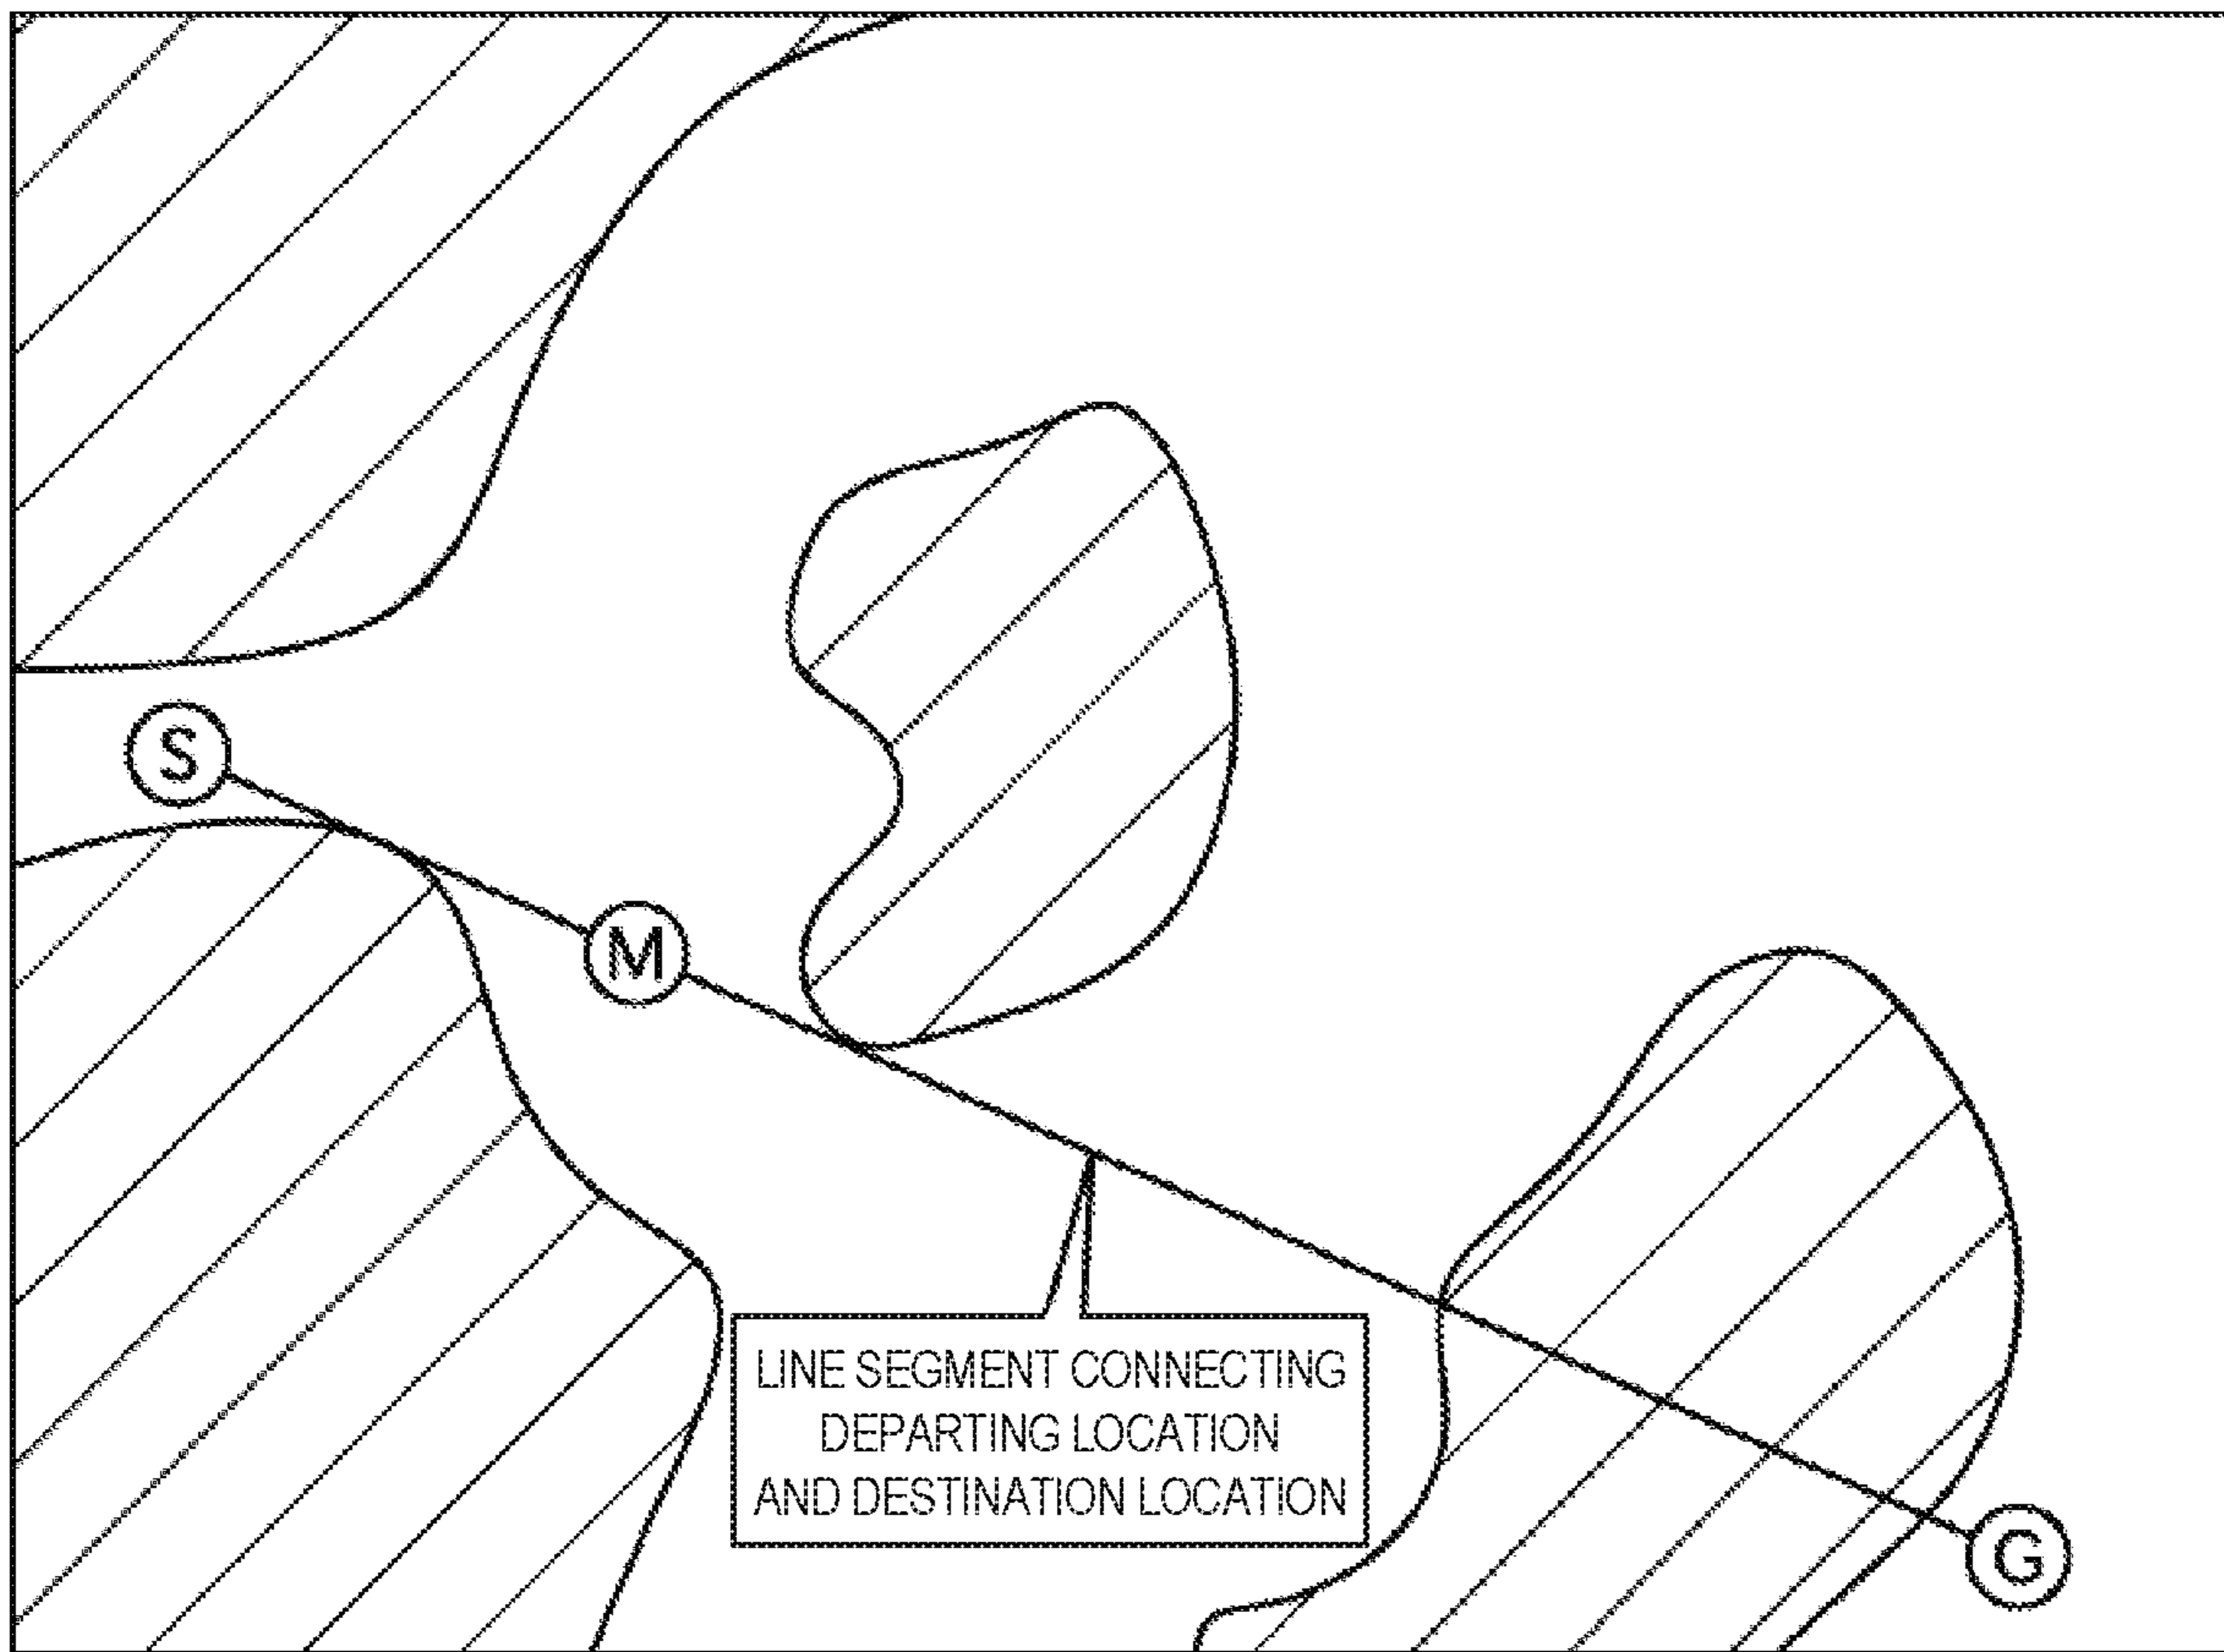 S
M
LINE SEGMENT CONNECTING
DEPARTING LOCATION
AND DESTINATION LOCATION
G